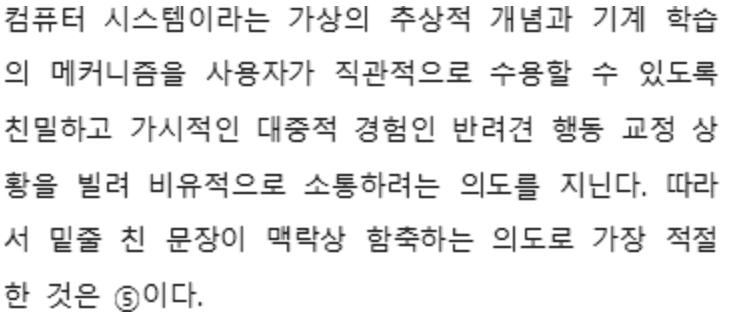 컴퓨터 시스템이라는 가상의 추상적 개념과 기계 학습
의 메커니즘을 사용자가 직관적으로 수용할 수 있도록
친밀하고 가시적인 대중적 경험인 반려견 행동 교정 상
황을 빌려 비유적으로 소통하려는 의도를 지닌다. 따라
서 밑줄 친 문장이 맥락상 함축하는 의도로 가장 적절
한 것은 ⑤이다.